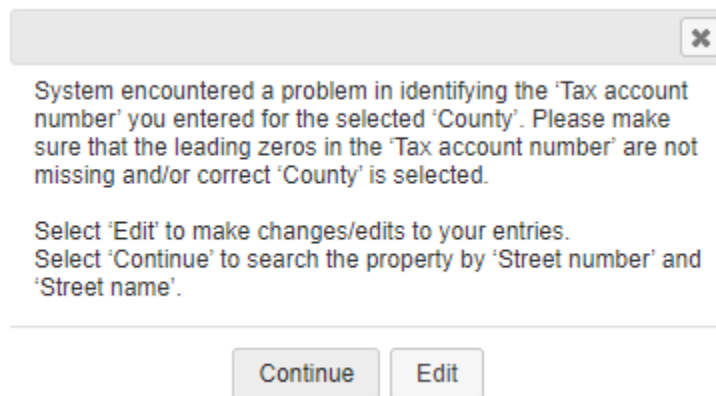 System encountered a problem in identifying the ‘Tax account
number’ you entered for the selected ‘County’. Please make
sure that the leading zeros in the ‘Tax account number’ are not
missing and/or correct ‘County’ is selected.
Select ‘Edit’ to make changes/edits to your entries.
Select ‘Continue’ to search the property by ‘Street number’ and
‘Street name’.
Continue Edit